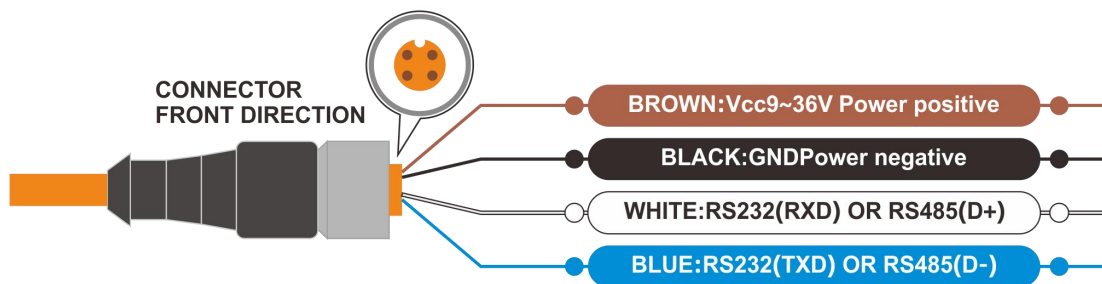 CONNECTOR
FRONT DIRECTION
BROWN:Vcc9~36V Power positive
BLACK:GNDPower negative
WHITE:RS232(RXD) OR RS485(D+)
BLUE:RS232(TXD) OR RS485(D-)